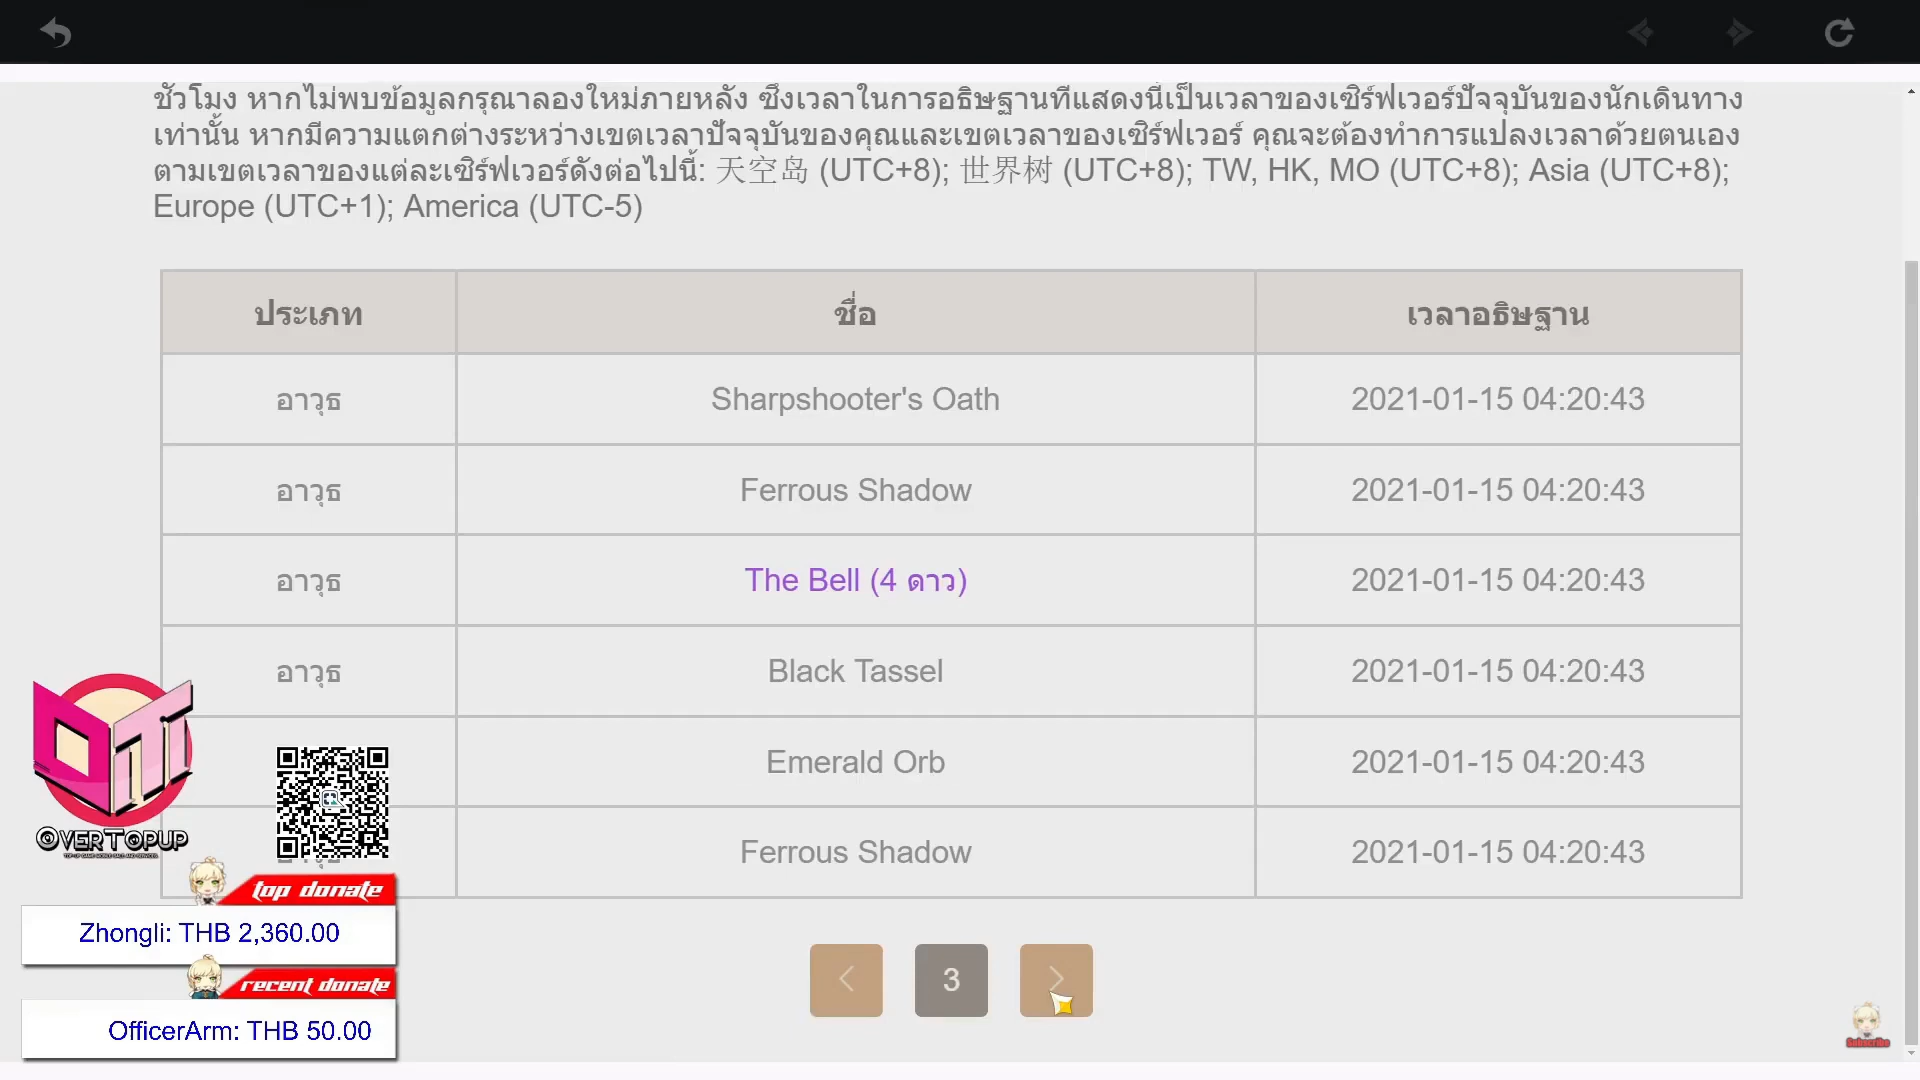 ชั่วโมง หากไม่พบข้อมูลกรุณาลองใหม่ภายหลัง ซึ่งเวลาในการอธิษฐานที่แสดงนี้เป็นเวลาของเซิร์ฟเวอร์ปัจจุบันของนักเดินทาง
เท่านั้น หากมีความแตกต่างระหว่างเขตเวลาปัจจุบันของคุณและเขตเวลาของเซิร์ฟเวอร์ คุณจะต้องทำการแปลงเวลาด้วยตนเอง
ตามเขตเวลาของแต่ละเซิร์ฟเวอร์ดังต่อไปนี้: 天空岛 (UTC+8); 世界树 (UTC+8); TW, HK, MO (UTC+8); Asia (UTC+8);
Europe (UTC+1); America (UTC-5)
ประเภท ชื่อ เวลาอธิษฐาน
อาวุธ Sharpshooter's Oath 2021-01-15 04:20:43
อาวุธ Ferrous Shadow 2021-01-15 04:20:43
อาวุธ The Bell (4 ดาว) 2021-01-15 04:20:43
อาวุธ Black Tassel 2021-01-15 04:20:43
Emerald Orb 2021-01-15 04:20:43
Ferrous Shadow 2021-01-15 04:20:43
OVERTOPUP
top donate
Zhongli: THB 2,360.00
recent donate
OfficerArm: THB 50.00
3
Subscribe